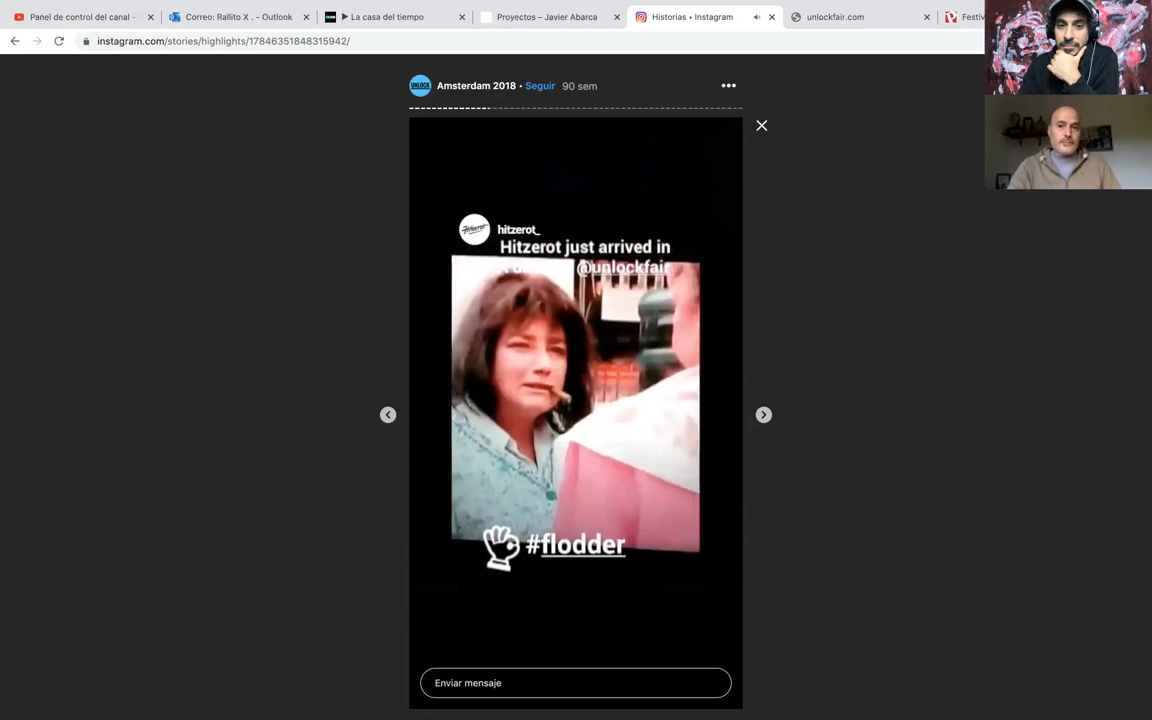 Panel de control del canal -
Correo: Rallito X . - Outlook
La casa del tiempo
Proyectos – Javier Abarca
Historias • Instagram
unlockfair.com
Festiv
instagram.com/stories/highlights/17846351848315942/
UNLOCK
Amsterdam 2018 • Seguir 90 sem
hitzerot_
Hitzerot just arrived in
@unlockfair
#flodder
Enviar mensaje